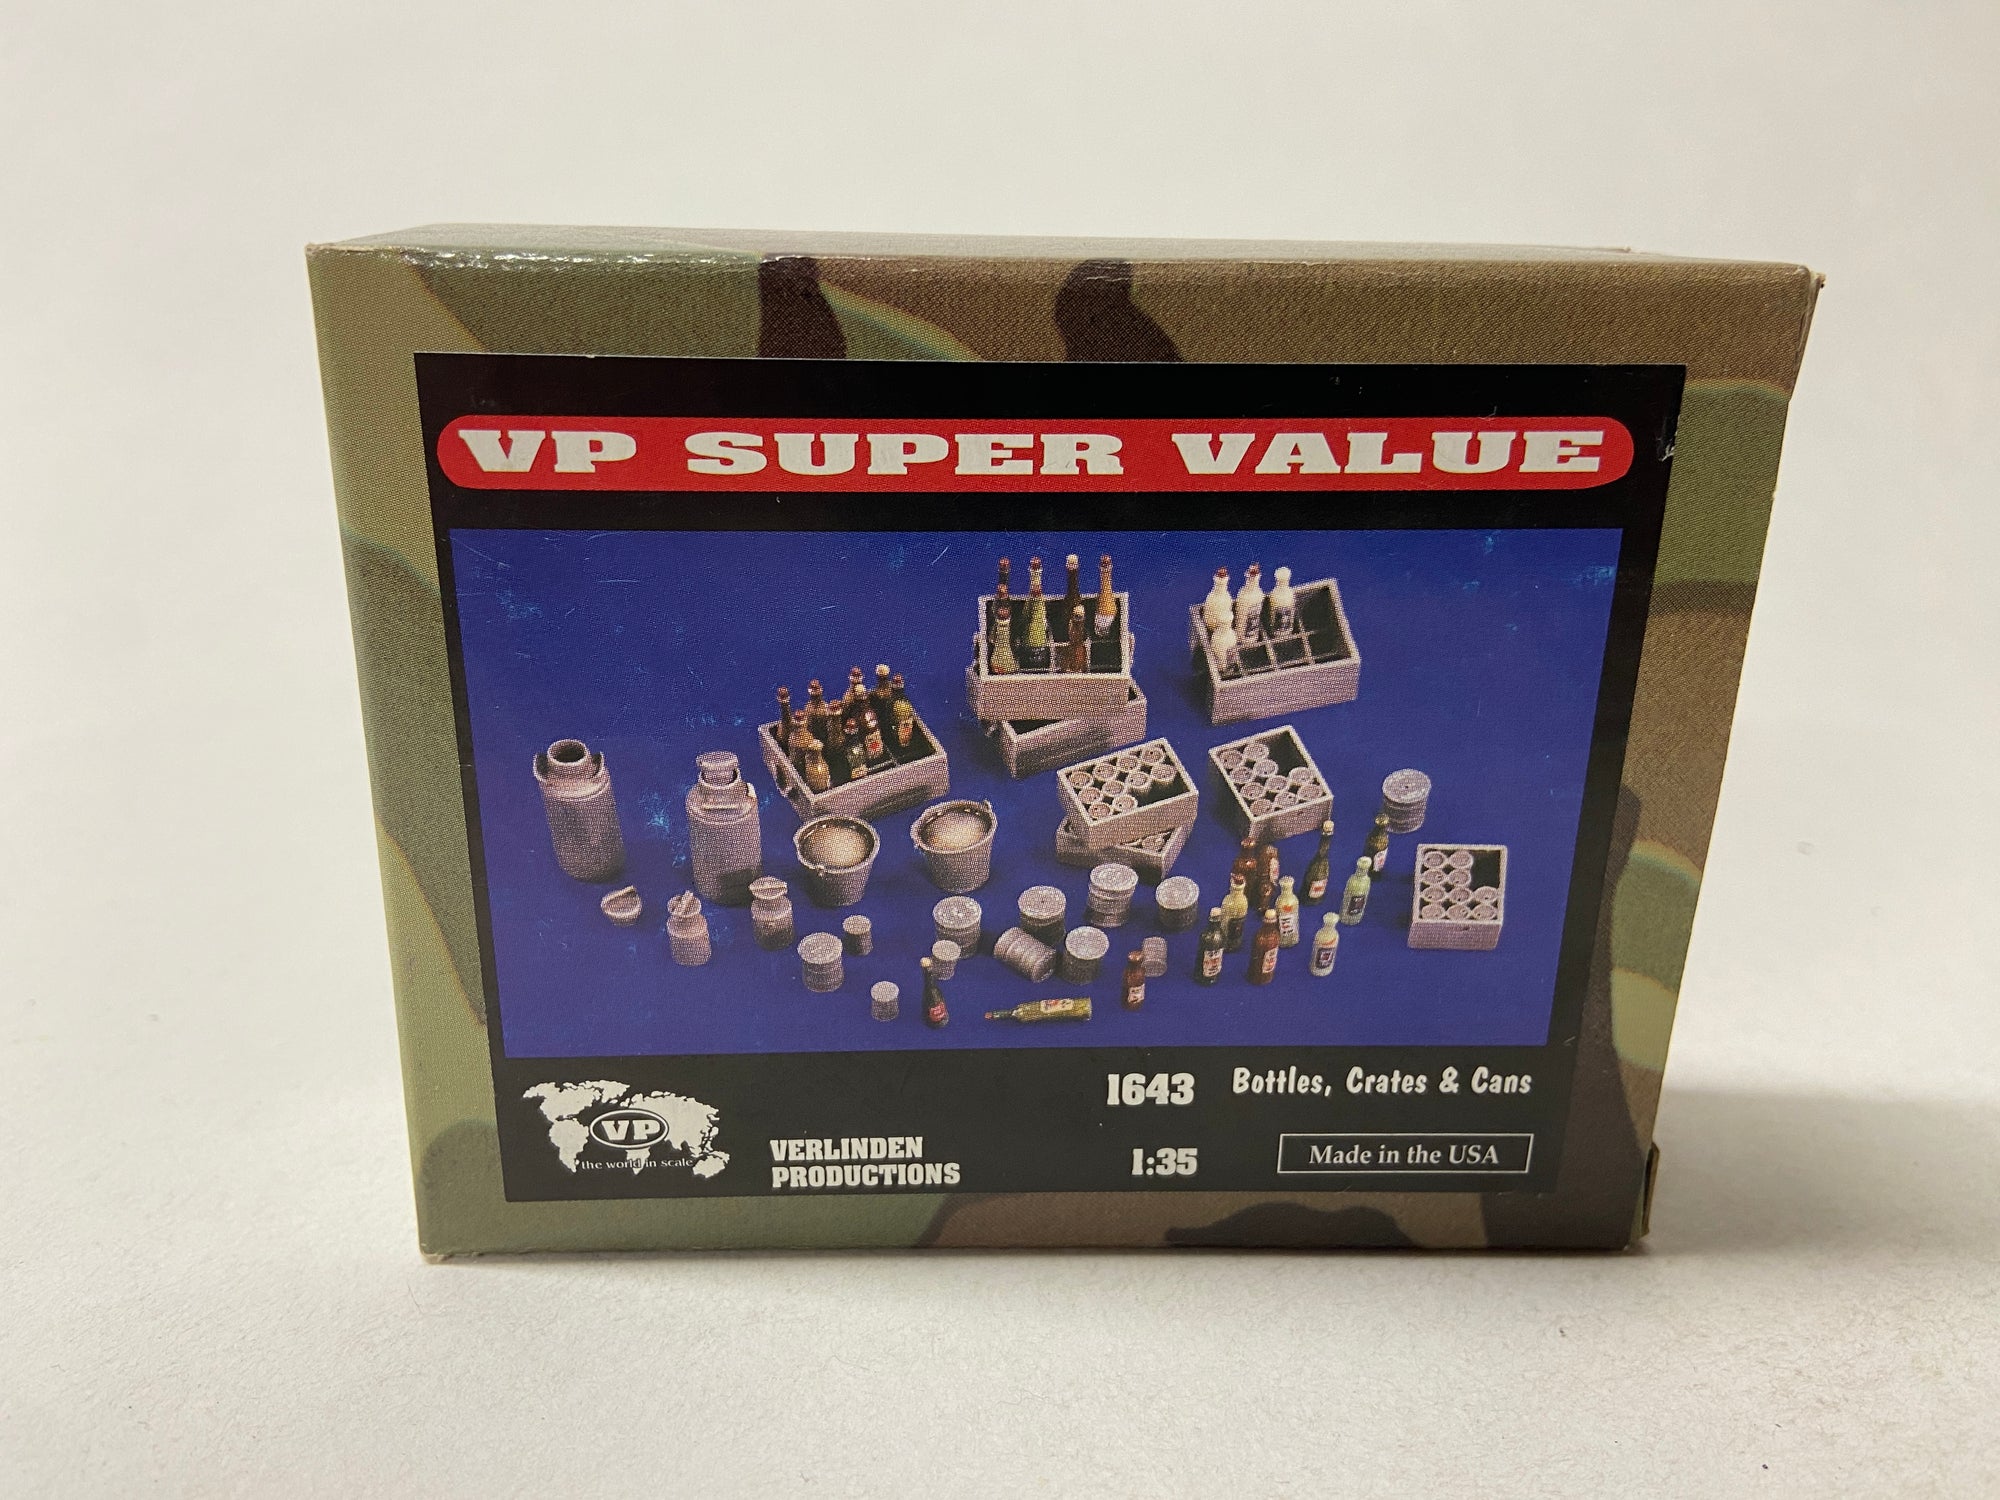 VP SUPER VALUE
1643 Bottles, Crates & Cans
VP
the world in scale
VERLINDEN
PRODUCTIONS
1:35
Made in the USA